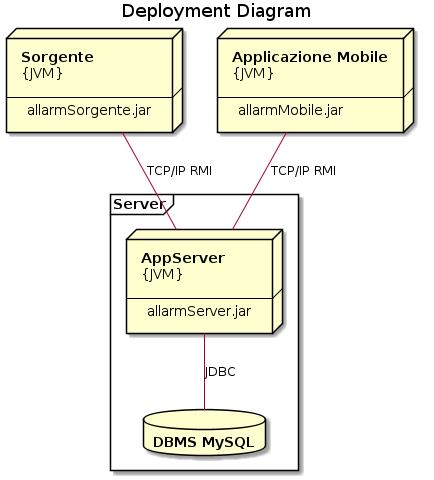 Deployment Diagram
Sorgente
{JVM}
allarmSorgente.jar
Applicazione Mobile
{JVM}
allarmMobile.jar
TCP/IP RMI
TCP/IP RMI
Server
AppServer
{JVM}
allarmServer.jar
JDBC
DBMS MySQL